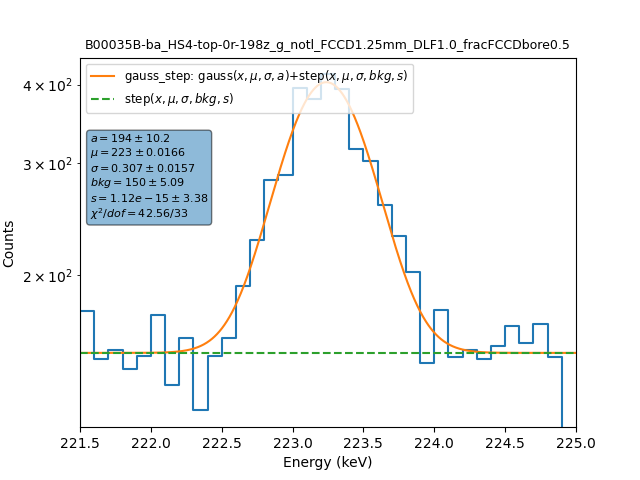 B00035B-ba_HS4-top-0r-198z_g_notl_FCCD1.25mm_DLF1.0_fracFCCDbore0.5
gauss_step: gauss(x, μ, σ, a)+step(x, μ, σ, bkg, s)
step(x, μ, σ, bkg, s)
a = 194 ± 10.2
μ = 223 ± 0.0166
σ = 0.307 ± 0.0157
bkg = 150 ± 5.09
s = 1.12e − 15 ± 3.38
χ²/dof = 42.56/33
4 × 10²
3 × 10²
2 × 10²
Counts
221.5 222.0 222.5 223.0 223.5 224.0 224.5 225.0
Energy (keV)